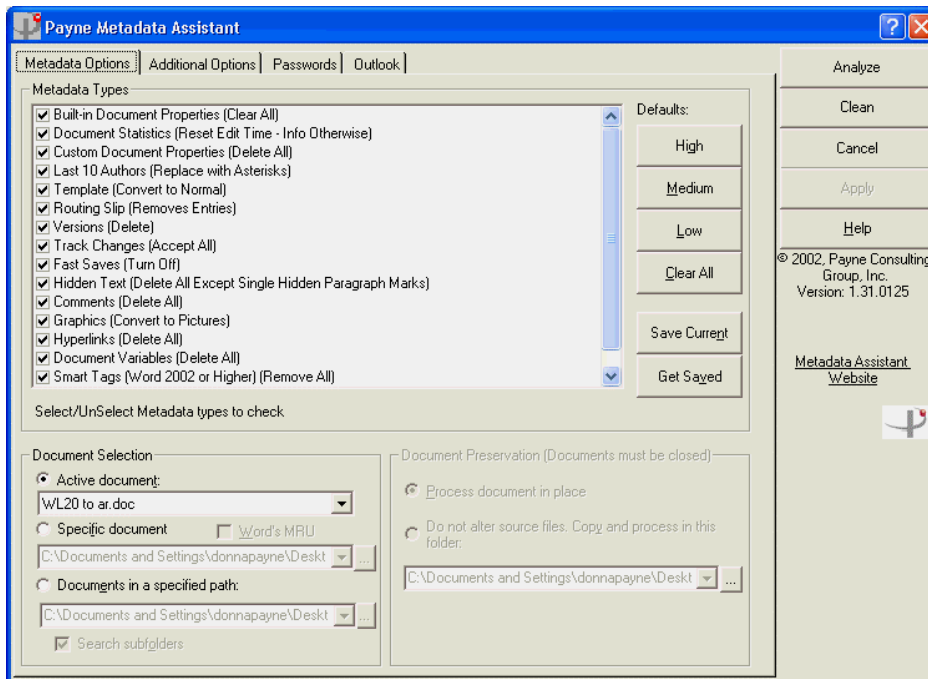 Payne Metadata Assistant
Metadata Options
Additional Options
Passwords
Outlook
Metadata Types
Built-in Document Properties (Clear All)
Document Statistics (Reset Edit Time - Info Otherwise)
Custom Document Properties (Delete All)
Last 10 Authors (Replace with Asterisks)
Template (Convert to Normal)
Routing Slip (Removes Entries)
Versions (Delete)
Track Changes (Accept All)
Fast Saves (Turn Off)
Hidden Text (Delete All Except Single Hidden Paragraph Marks)
Comments (Delete All)
Graphics (Convert to Pictures)
Hyperlinks (Delete All)
Document Variables (Delete All)
Smart Tags (Word 2002 or Higher) (Remove All)
Select/UnSelect Metadata types to check
Defaults:
High
Medium
Low
Clear All
Save Current
Get Saved
Analyze
Clean
Cancel
Apply
Help
© 2002, Payne Consulting
Group, Inc.
Version: 1.31.0125
Metadata Assistant
Website
Document Selection
Active document:
WL20 to ar.doc
Specific document
Word's MRU
C:\Documents and Settings\donnapayne\Deskt
...
Documents in a specified path:
C:\Documents and Settings\donnapayne\Deskt
...
Search subfolders
Document Preservation (Documents must be closed)
Process document in place
Do not alter source files. Copy and process in this
folder:
C:\Documents and Settings\donnapayne\Deskt
...